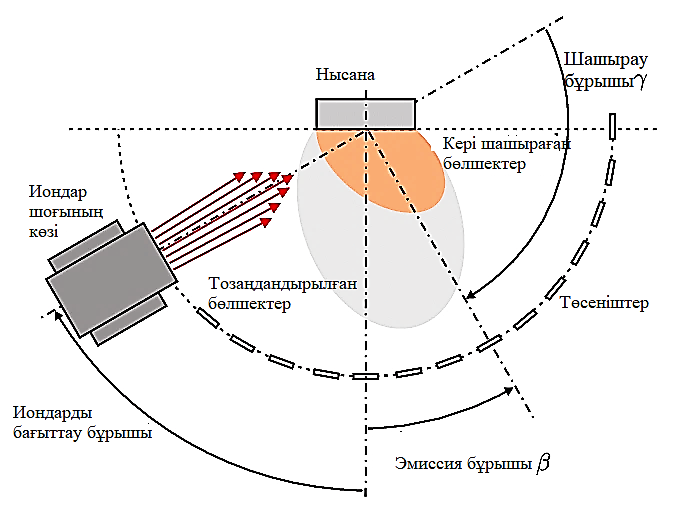 Нысана
Шашырау
бұрышы γ
Кері шашыраған
бөлшектер
Иондар
шоғының
көзі
Тозаңдандырылған
бөлшектер
Төсеніштер
Иондарды
бағыттау бұрышы
Эмиссия бұрышы β